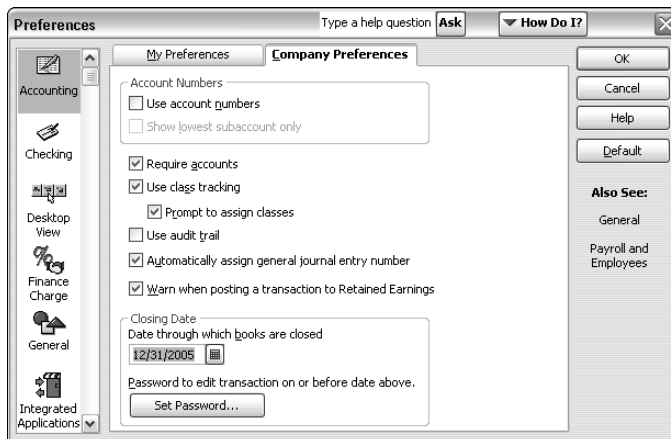 Preferences
Type a help question Ask How Do I?
My Preferences Company Preferences
Accounting
Checking
Desktop
View
Finance
Charge
General
Integrated
Applications
Account Numbers
Use account numbers
Show lowest subaccount only
Require accounts
Use class tracking
Prompt to assign classes
Use audit trail
Automatically assign general journal entry number
Warn when posting a transaction to Retained Earnings
Closing Date
Date through which books are closed
12/31/2005
Password to edit transaction on or before date above.
Set Password...
OK
Cancel
Help
Default
Also See:
General
Payroll and
Employees